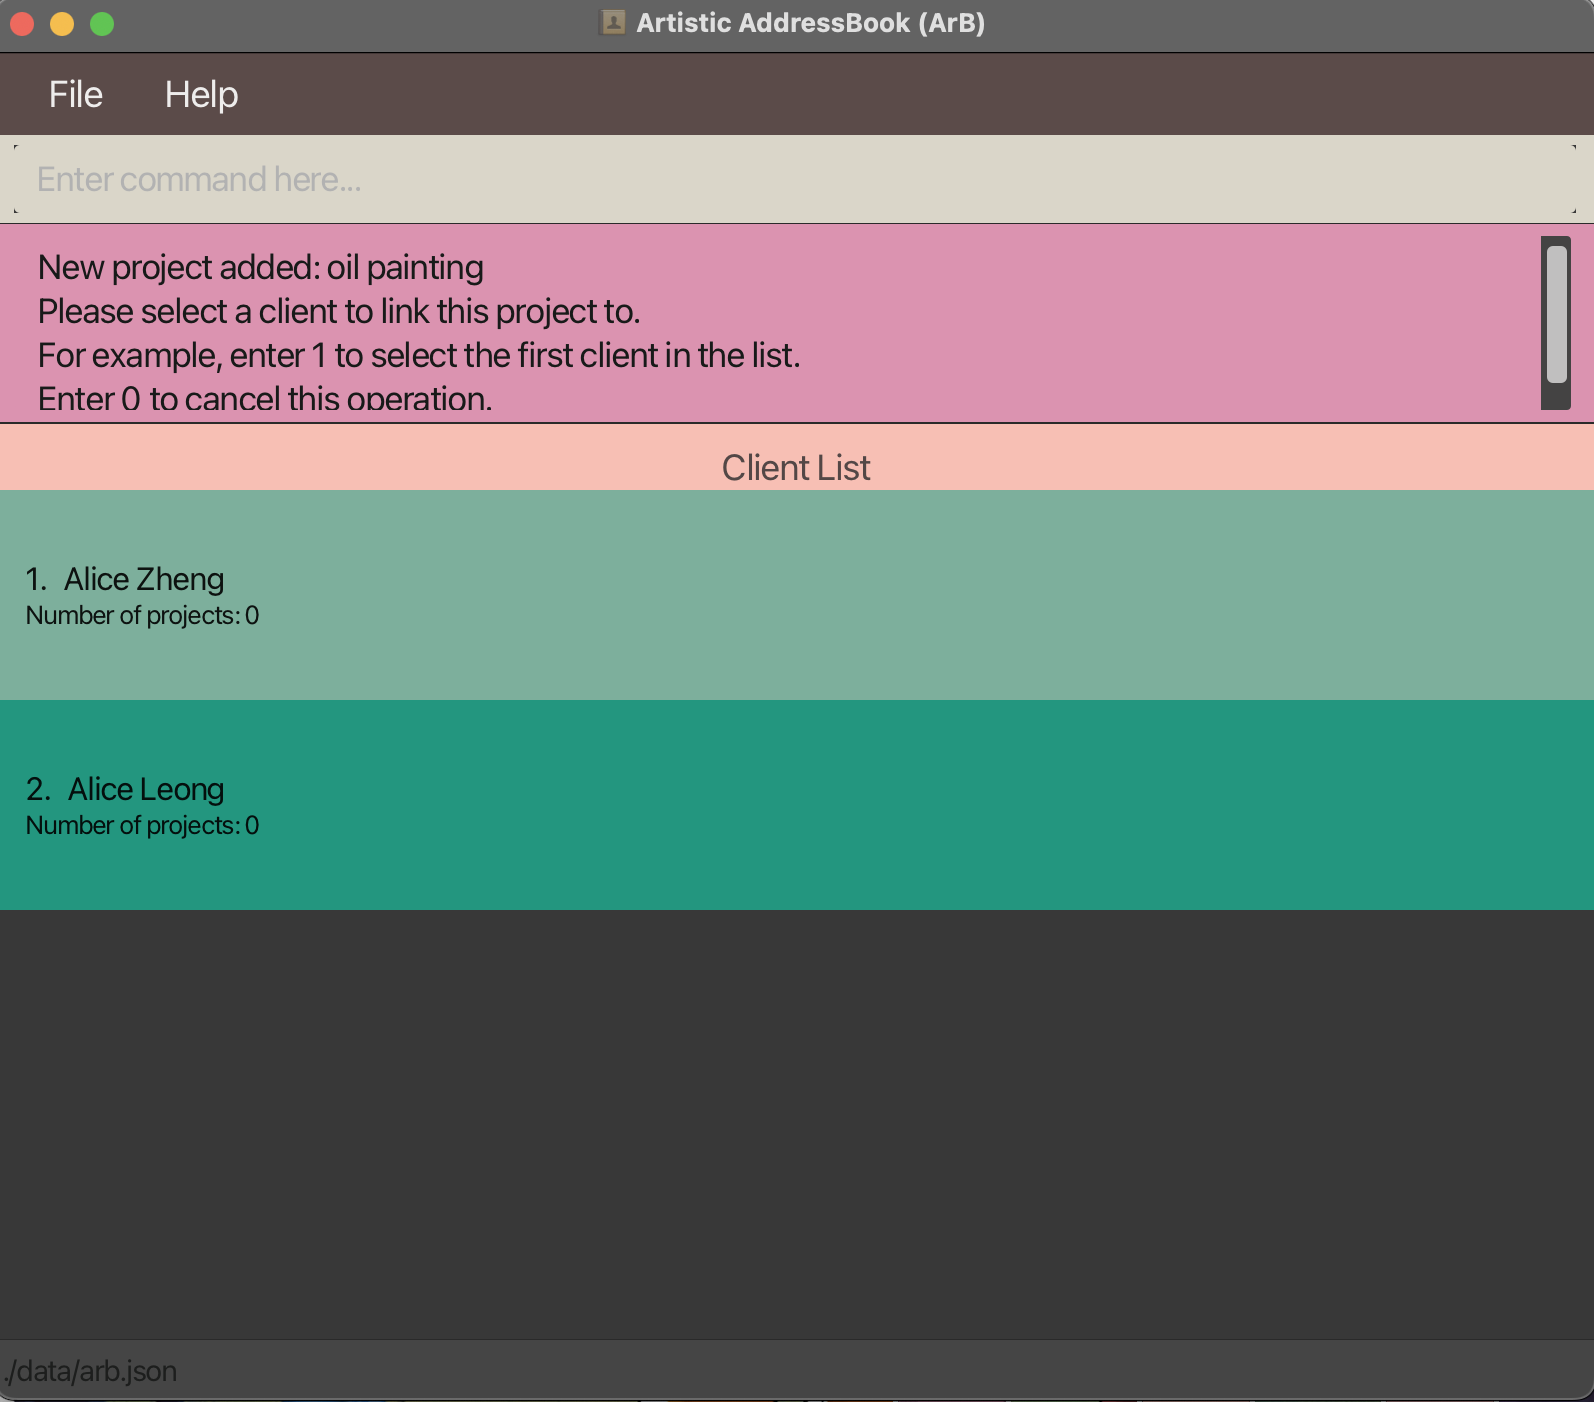 Artistic AddressBook (ArB)
File Help
Enter command here...
New project added: oil painting
Please select a client to link this project to.
For example, enter 1 to select the first client in the list.
Enter 0 to cancel this operation.
Client List
1. Alice Zheng
Number of projects: 0
2. Alice Leong
Number of projects: 0
./data/arb.json